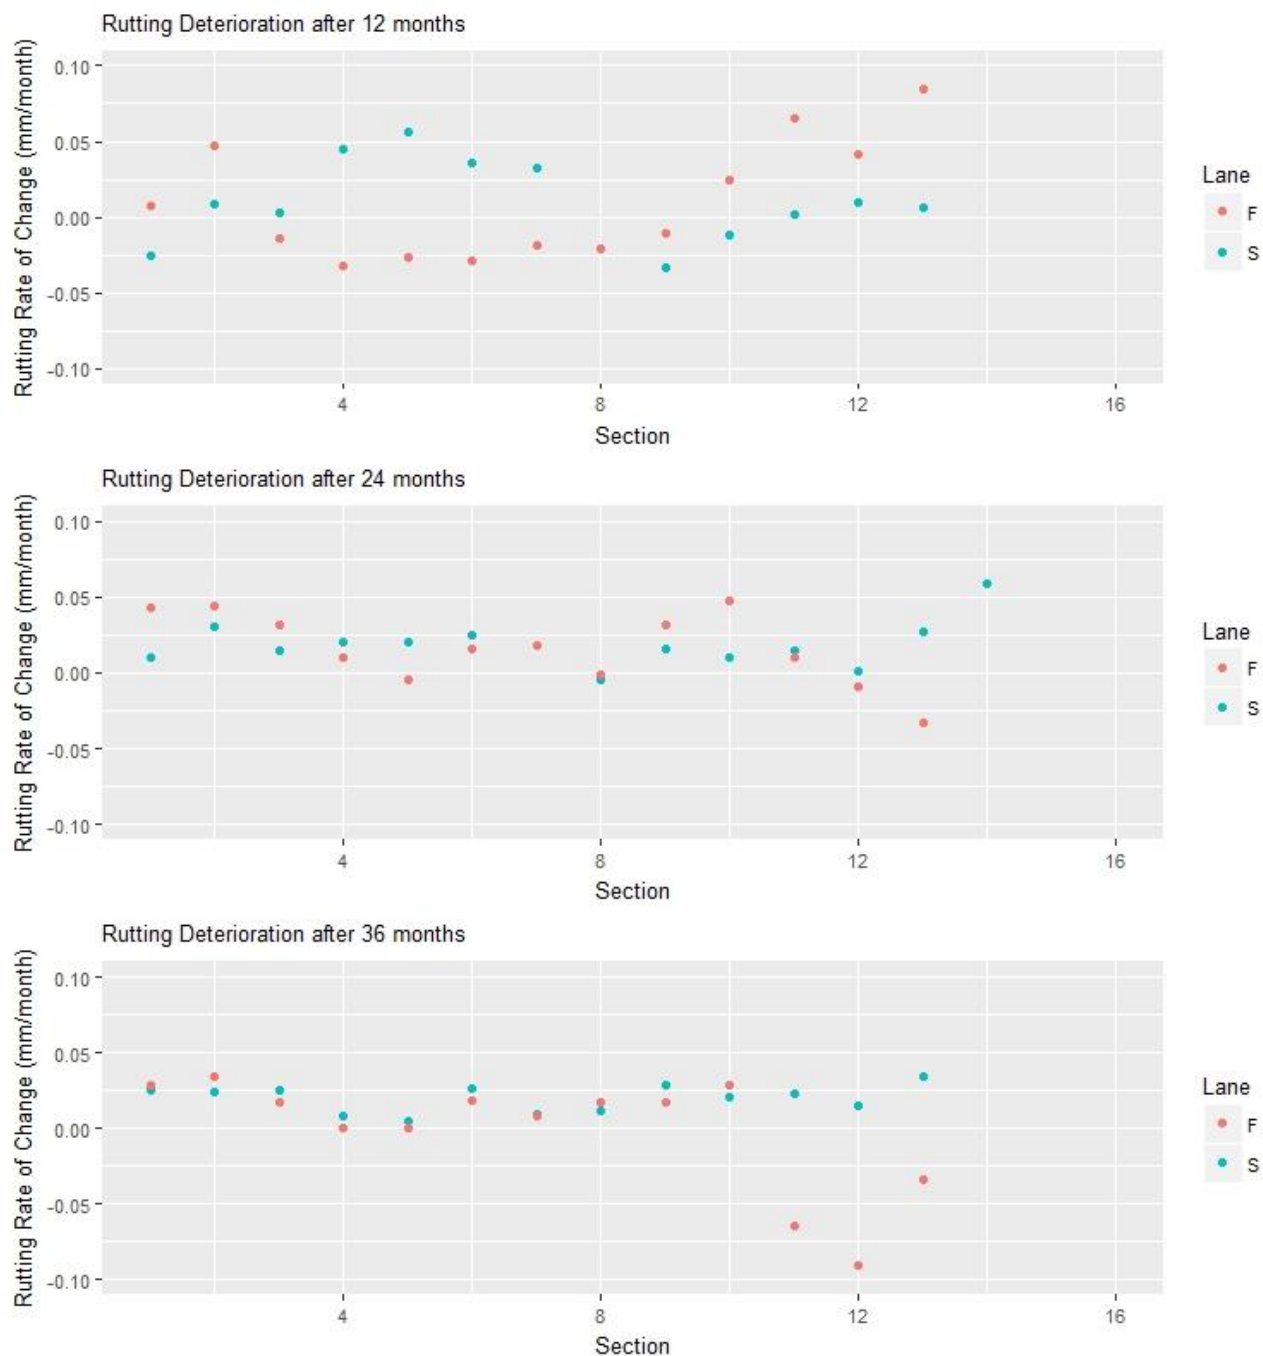 Rutting Deterioration after 12 months
Rutting Rate of Change (mm/month)
0.10
0.05
0.00
-0.05
-0.10
4 8 12 16
Section
Lane
F
S
Rutting Deterioration after 24 months
Rutting Rate of Change (mm/month)
0.10
0.05
0.00
-0.05
-0.10
4 8 12 16
Section
Lane
F
S
Rutting Deterioration after 36 months
Rutting Rate of Change (mm/month)
0.10
0.05
0.00
-0.05
-0.10
4 8 12 16
Section
Lane
F
S